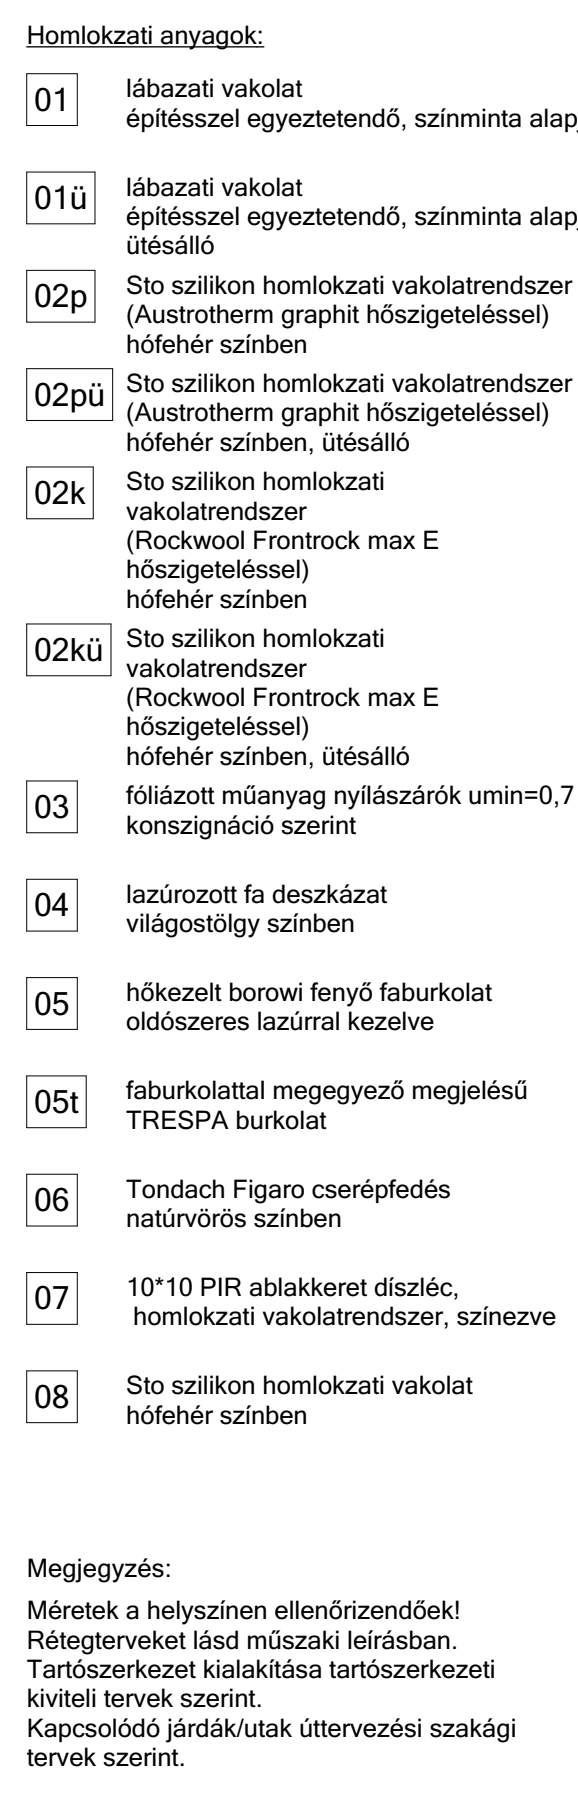 Homlokzati anyagok:
01
lábazati vakolat
építésszel egyeztetendő, színminta
01ü
lábazati vakolat
építésszel egyeztetendő, színminta
ütésálló
02p
Sto szilikon homlokzati vakolatrendszer
(Austrotherm graphit hőszigeteléssel)
hófehér színben
02pü
Sto szilikon homlokzati vakolatrendszer
(Austrotherm graphit hőszigeteléssel)
hófehér színben, ütésálló
02k
Sto szilikon homlokzati
vakolatrendszer
(Rockwool Frontrock max E
hőszigeteléssel)
hófehér színben
02kü
Sto szilikon homlokzati
vakolatrendszer
(Rockwool Frontrock max E
hőszigeteléssel)
hófehér színben, ütésálló
03
fóliázott műanyag nyílászárók umin=0,7
konszignáció szerint
04
lazúrozott fa deszkázat
világostölgy színben
05
hőkezelt borowi fenyő faburkolat
oldószeres lazúrral kezelve
05t
faburkolattal megegyező megjelésű
TRESPA burkolat
06
Tondach Figaro cserépfedés
natúrvörös színben
07
10*10 PIR ablakkeret díszléc,
homlokzati vakolatrendszer, színezve
08
Sto szilikon homlokzati vakolat
hófehér színben
Megjegyzés:
Méretek a helyszínen ellenőrizendőek!
Rétegterveket lásd műszaki leírásban.
Tartószerkezet kialakítása tartószerkezeti
kiviteli tervek szerint.
Kapcsolódó járdák/utak úttervezési szakági
tervek szerint.